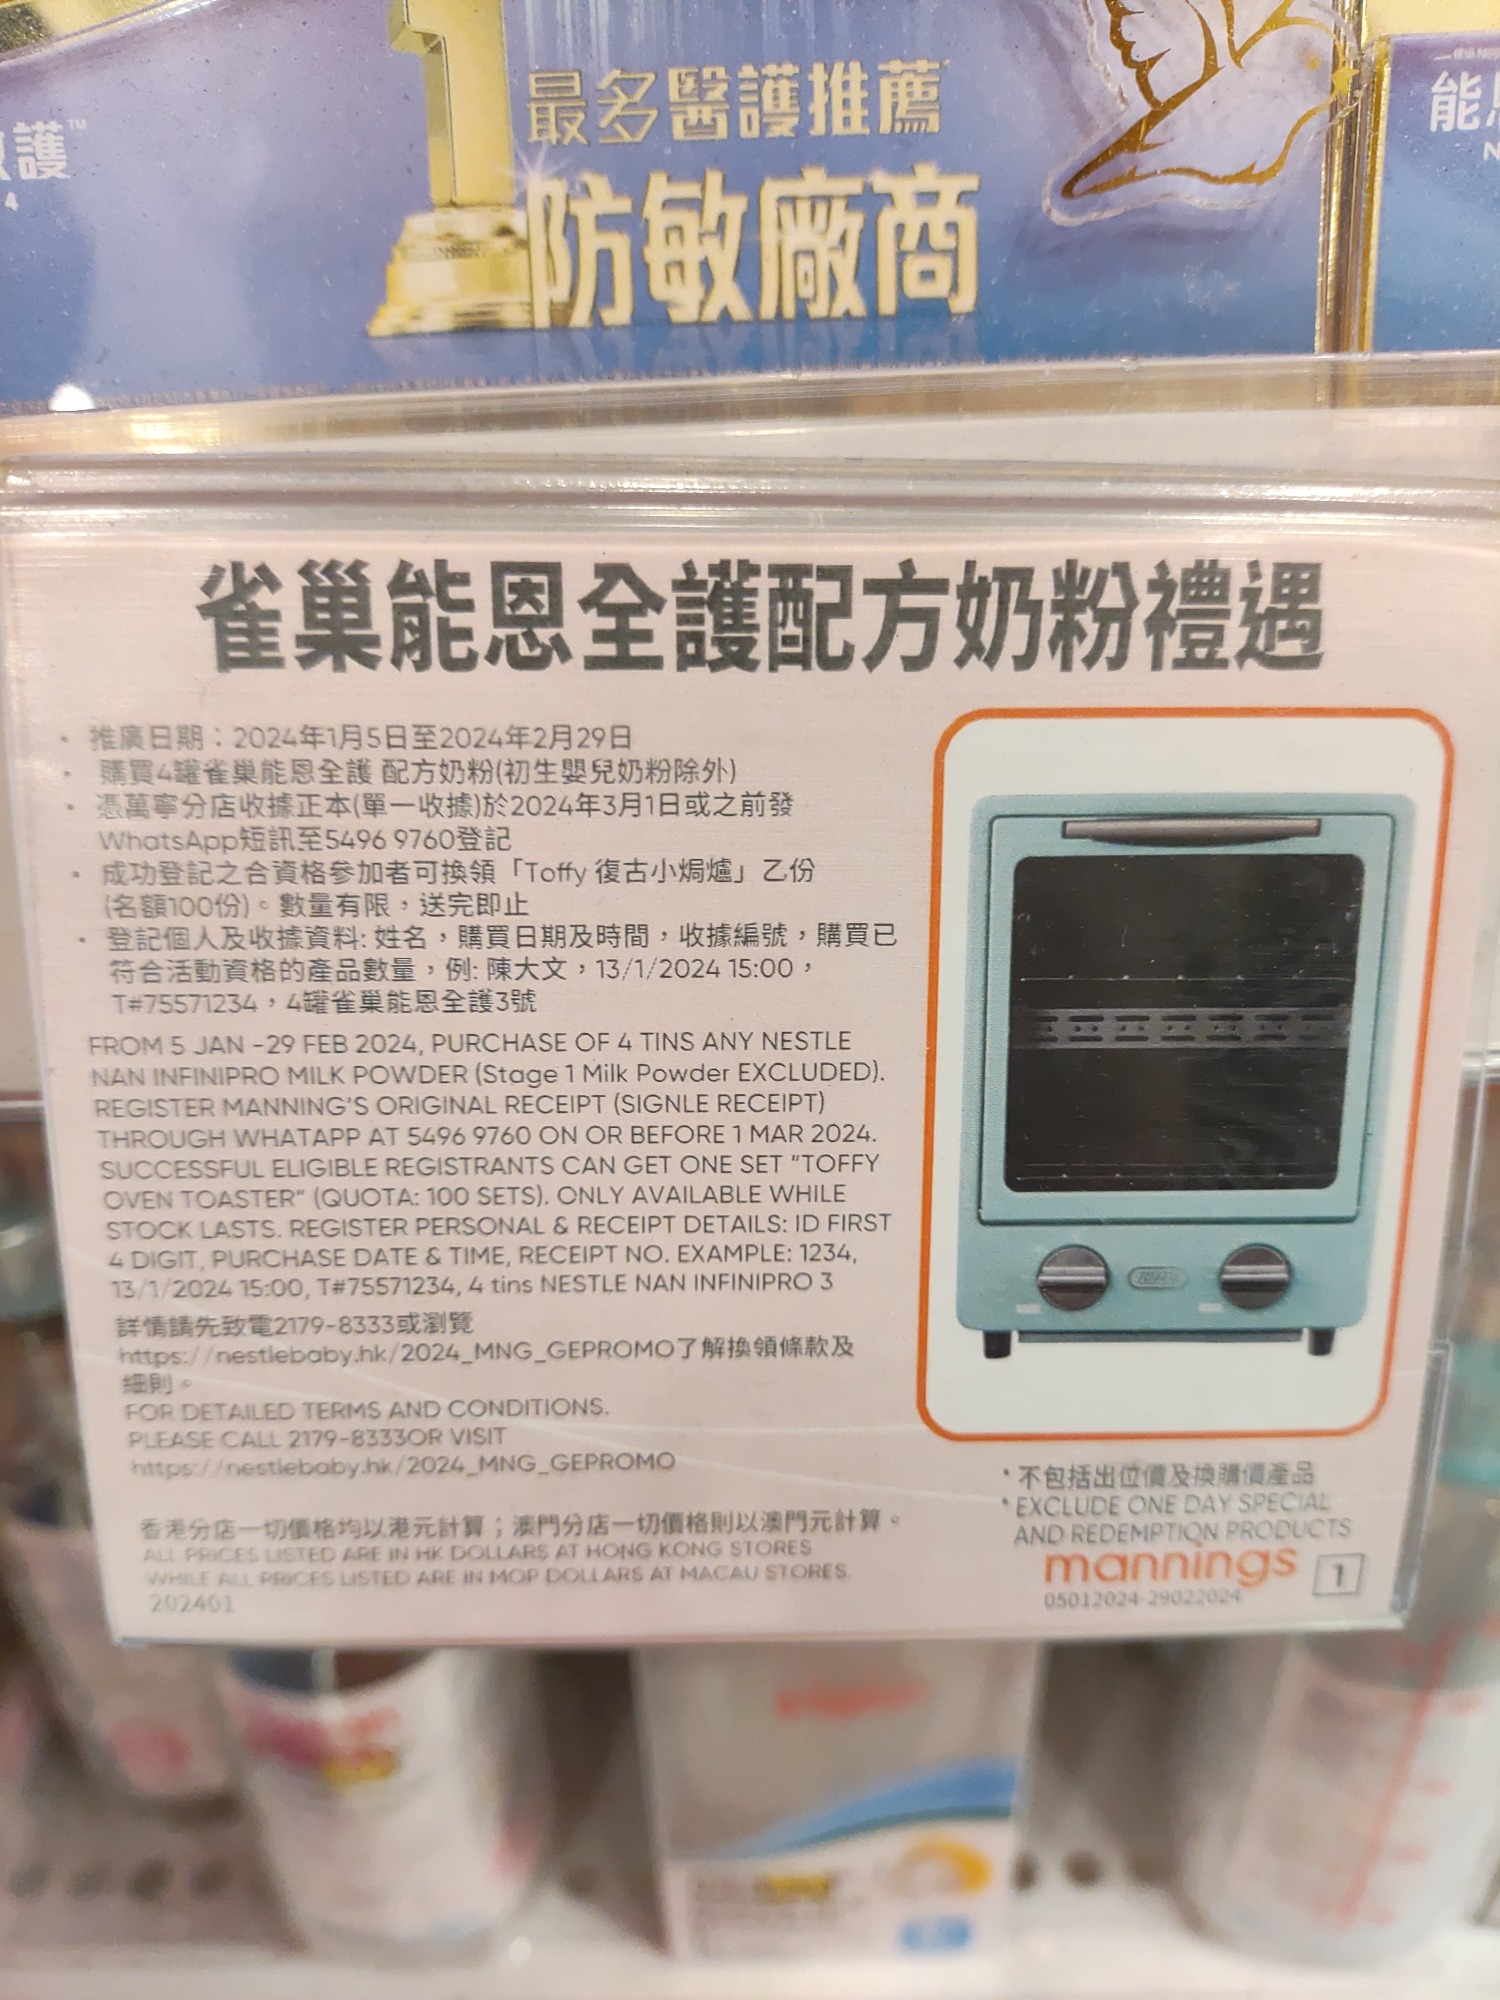 最多醫護推薦
防敏廠商
護™
4
能
雀巢能恩全護配方奶粉禮遇
· 推廣日期：2024年1月5日至2024年2月29日
· 購買4罐雀巢能恩全護 配方奶粉(初生嬰兒奶粉除外)
· 憑萬寧分店收據正本(單一收據)於2024年3月1日或之前發
WhatsApp短訊至5496 9760登記
· 成功登記之合資格參加者可換領「Toffy 復古小焗爐」乙份
(名額100份)。數量有限，送完即止
· 登記個人及收據資料: 姓名，購買日期及時間，收據編號，購買已
符合活動資格的產品數量，例: 陳大文，13/1/2024 15:00，
T#75571234，4罐雀巢能恩全護3號
FROM 5 JAN -29 FEB 2024, PURCHASE OF 4 TINS ANY NESTLE
NAN INFINIPRO MILK POWDER (Stage 1 Milk Powder EXCLUDED).
REGISTER MANNING'S ORIGINAL RECEIPT (SIGNLE RECEIPT)
THROUGH WHATAPP AT 5496 9760 ON OR BEFORE 1 MAR 2024.
SUCCESSFUL ELIGIBLE REGISTRANTS CAN GET ONE SET "TOFFY
OVEN TOASTER" (QUOTA: 100 SETS). ONLY AVAILABLE WHILE
STOCK LASTS. REGISTER PERSONAL & RECEIPT DETAILS: ID FIRST
4 DIGIT, PURCHASE DATE & TIME, RECEIPT NO. EXAMPLE: 1234,
13/1/2024 15:00, T#75571234, 4 tins NESTLE NAN INFINIPRO 3
詳情請先致電2179-8333或瀏覽
https://nestlebaby.hk/2024_MNG_GEPROMO了解換領條款及
細則。
FOR DETAILED TERMS AND CONDITIONS.
PLEASE CALL 2179-8333OR VISIT
https://nestlebaby.hk/2024_MNG_GEPROMO
香港分店一切價格均以港元計算；澳門分店一切價格則以澳門元計算。
ALL PRICES LISTED ARE IN HK DOLLARS AT HONG KONG STORES
WHILE ALL PRICES LISTED ARE IN MOP DOLLARS AT MACAU STORES.
202401
· 不包括出位價及換購價產品
· EXCLUDE ONE DAY SPECIAL
AND REDEMPTION PRODUCTS
mannings 1
05012024-29022024